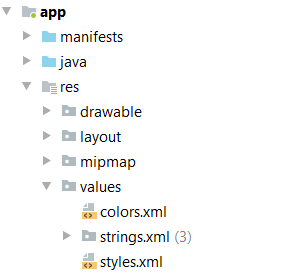 app
manifests
java
res
drawable
layout
mipmap
values
colors.xml
strings.xml (3)
styles.xml